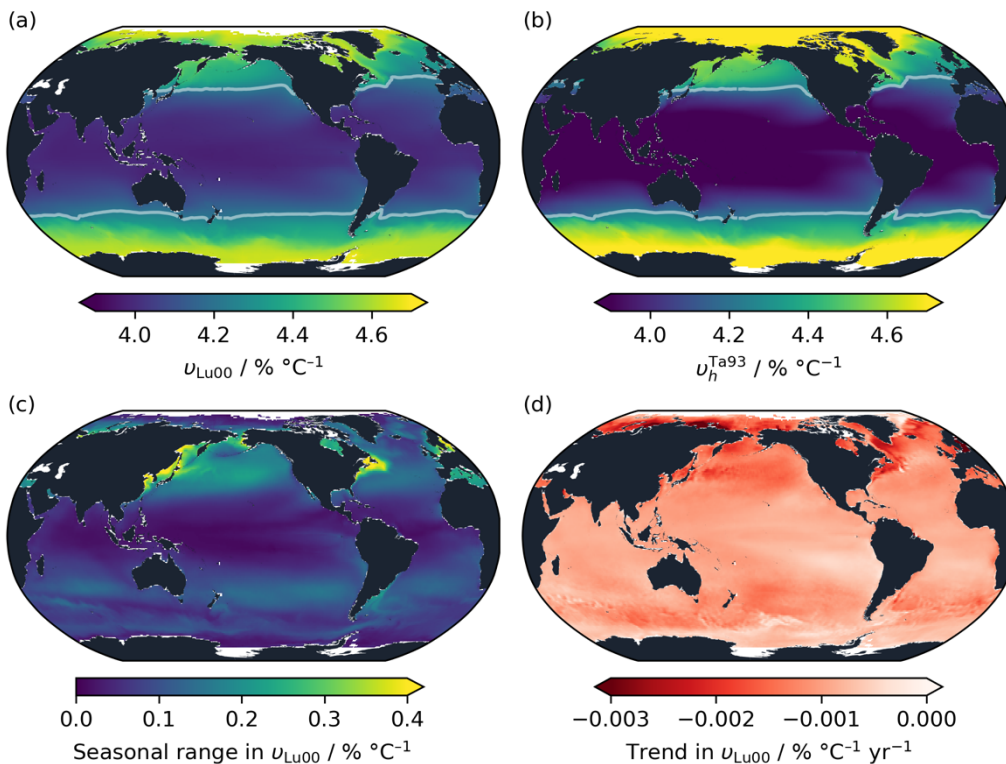 (a)
(b)
4.0 4.2 4.4 4.6
υLu00 / % °C⁻¹
4.0 4.2 4.4 4.6
υhTa93 / % °C⁻¹
(c)
(d)
0.0 0.1 0.2 0.3 0.4
Seasonal range in υLu00 / % °C⁻¹
−0.003 −0.002 −0.001 0.000
Trend in υLu00 / % °C⁻¹ yr⁻¹